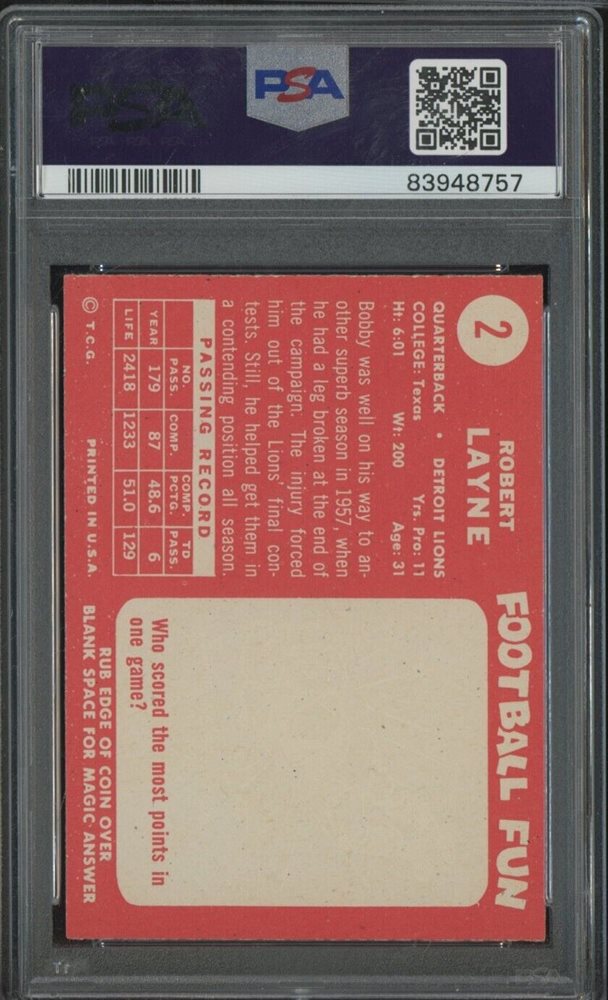 PSA
PSA
83948757
2
ROBERT
LAYNE
QUARTERBACK • DETROIT LIONS
COLLEGE: Texas Yrs. Pro: 11
Ht: 6:01 Wt: 200 Age: 31
Bobby was well on his way to an-
other superb season in 1957, when
he had a leg broken at the end of
the campaign. The injury forced
him out of the Lions' final con-
tests. Still, he helped get them in
a contending position all season.
PASSING RECORD
NO. PASS. COMP. COMP. PCTG. TD PASS.
YEAR 179 87 48.6 6
LIFE 2418 1233 51.0 129
© T.C.G. PRINTED IN U.S.A.
FOOTBALL FUN
Who scored the most points in
one game?
RUB EDGE OF COIN OVER
BLANK SPACE FOR MAGIC ANSWER